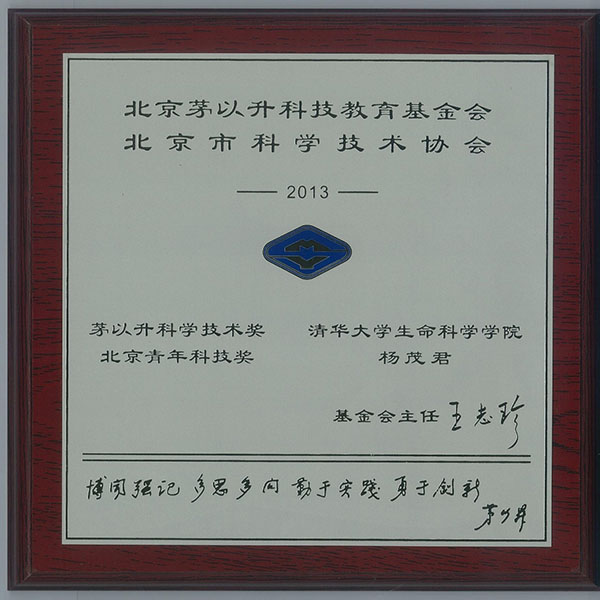 北京茅以升科技教育基金会
北京市科学技术协会
2013
茅以升科学技术奖 清华大学生命科学学院
北京青年科技奖 杨茂君
基金会主任 王志珍
博闻强记 多思多问 勤于实践 勇于创新
茅以升